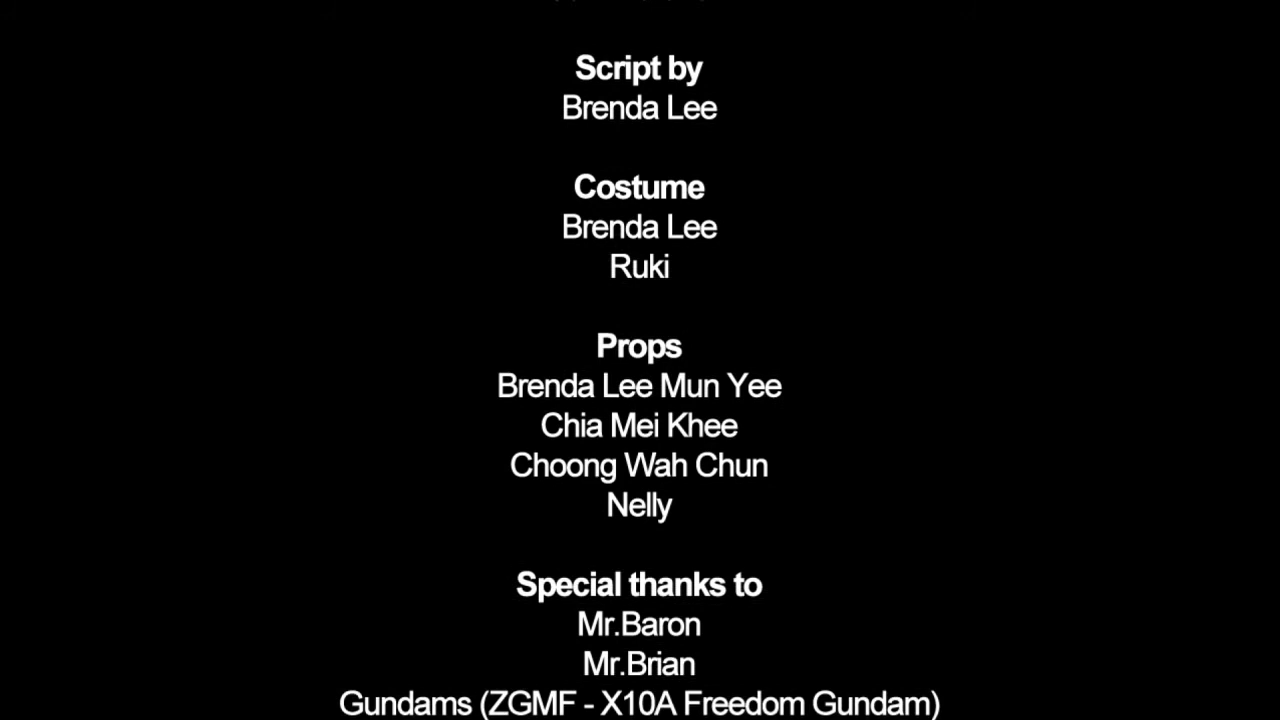 Script by
Brenda Lee
Costume
Brenda Lee
Ruki
Props
Brenda Lee Mun Yee
Chia Mei Khee
Choong Wah Chun
Nelly
Special thanks to
Mr.Baron
Mr.Brian
Gundams (ZGMF - X10A Freedom Gundam)